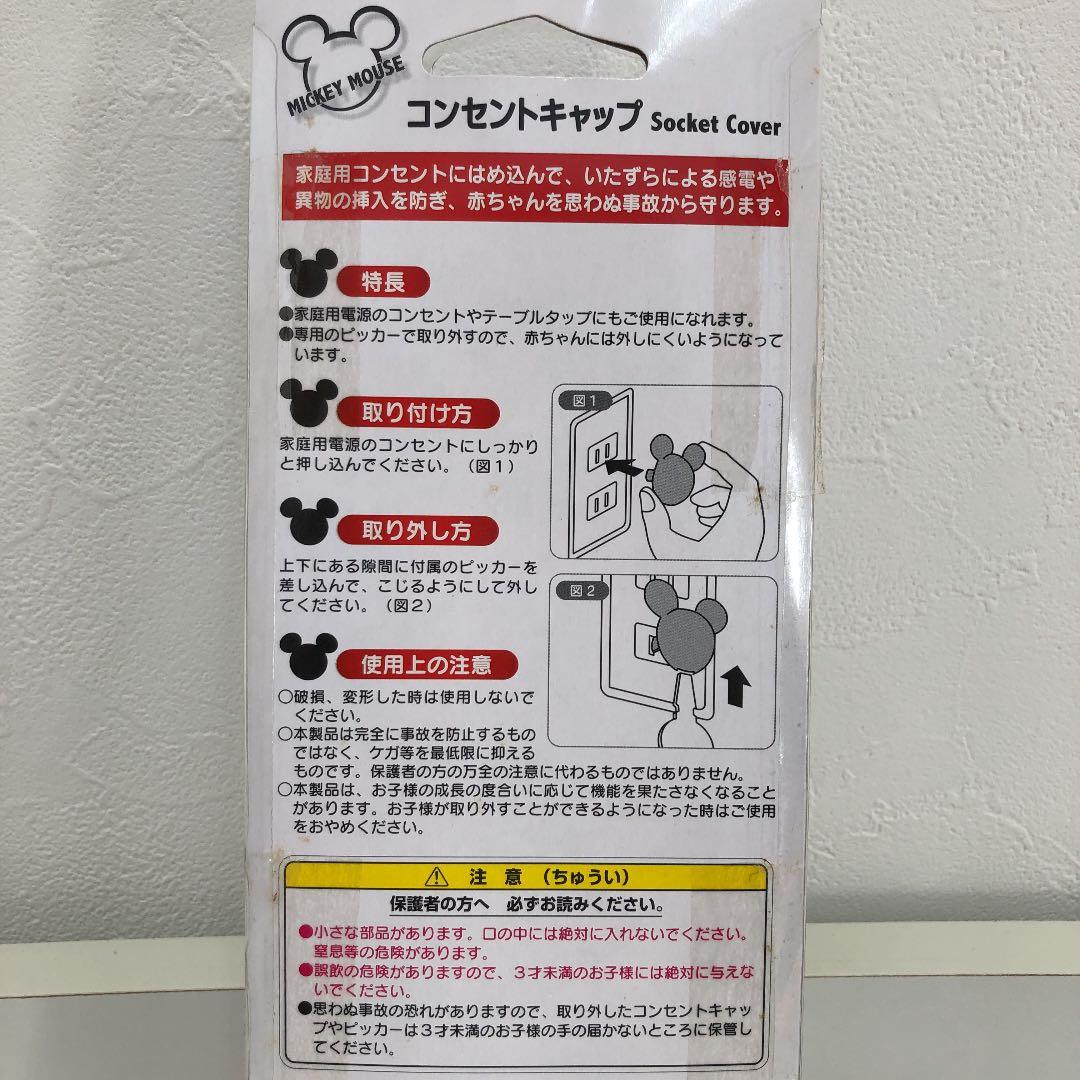 MICKEY MOUSE
コンセントキャップ Socket Cover
家庭用コンセントにはめ込んで、いたずらによる感電や
異物の挿入を防ぎ、赤ちゃんを思わぬ事故から守ります。
特長
●家庭用電源のコンセントやテーブルタップにもご使用になれます。
●専用のピッカーで取り外すので、赤ちゃんには外しにくいようになって
います。
取り付け方
家庭用電源のコンセントにしっかり
と押し込んでください。（図1）
図1
取り外し方
上下にある隙間に付属のピッカーを
差し込んで、こじるようにして外し
てください。（図2）
図2
使用上の注意
○破損、変形した時は使用しないで
ください。
○本製品は完全に事故を防止するもの
ではなく、ケガ等を最低限に抑える
ものです。保護者の方の万全の注意に代わるものではありません。
○本製品は、お子様の成長の度合いに応じて機能を果たさなくなること
があります。お子様が取り外すことができるようになった時はご使用
をおやめください。
⚠ 注 意 （ちゅうい）
保護者の方へ 必ずお読みください。
●小さな部品があります。口の中には絶対に入れないでください。
窒息等の危険があります。
●誤飲の危険がありますので、3才未満のお子様には絶対に与えな
いでください。
●思わぬ事故の恐れがありますので、取り外したコンセントキャッ
プやピッカーは3才未満のお子様の手の届かないところに保管し
てください。